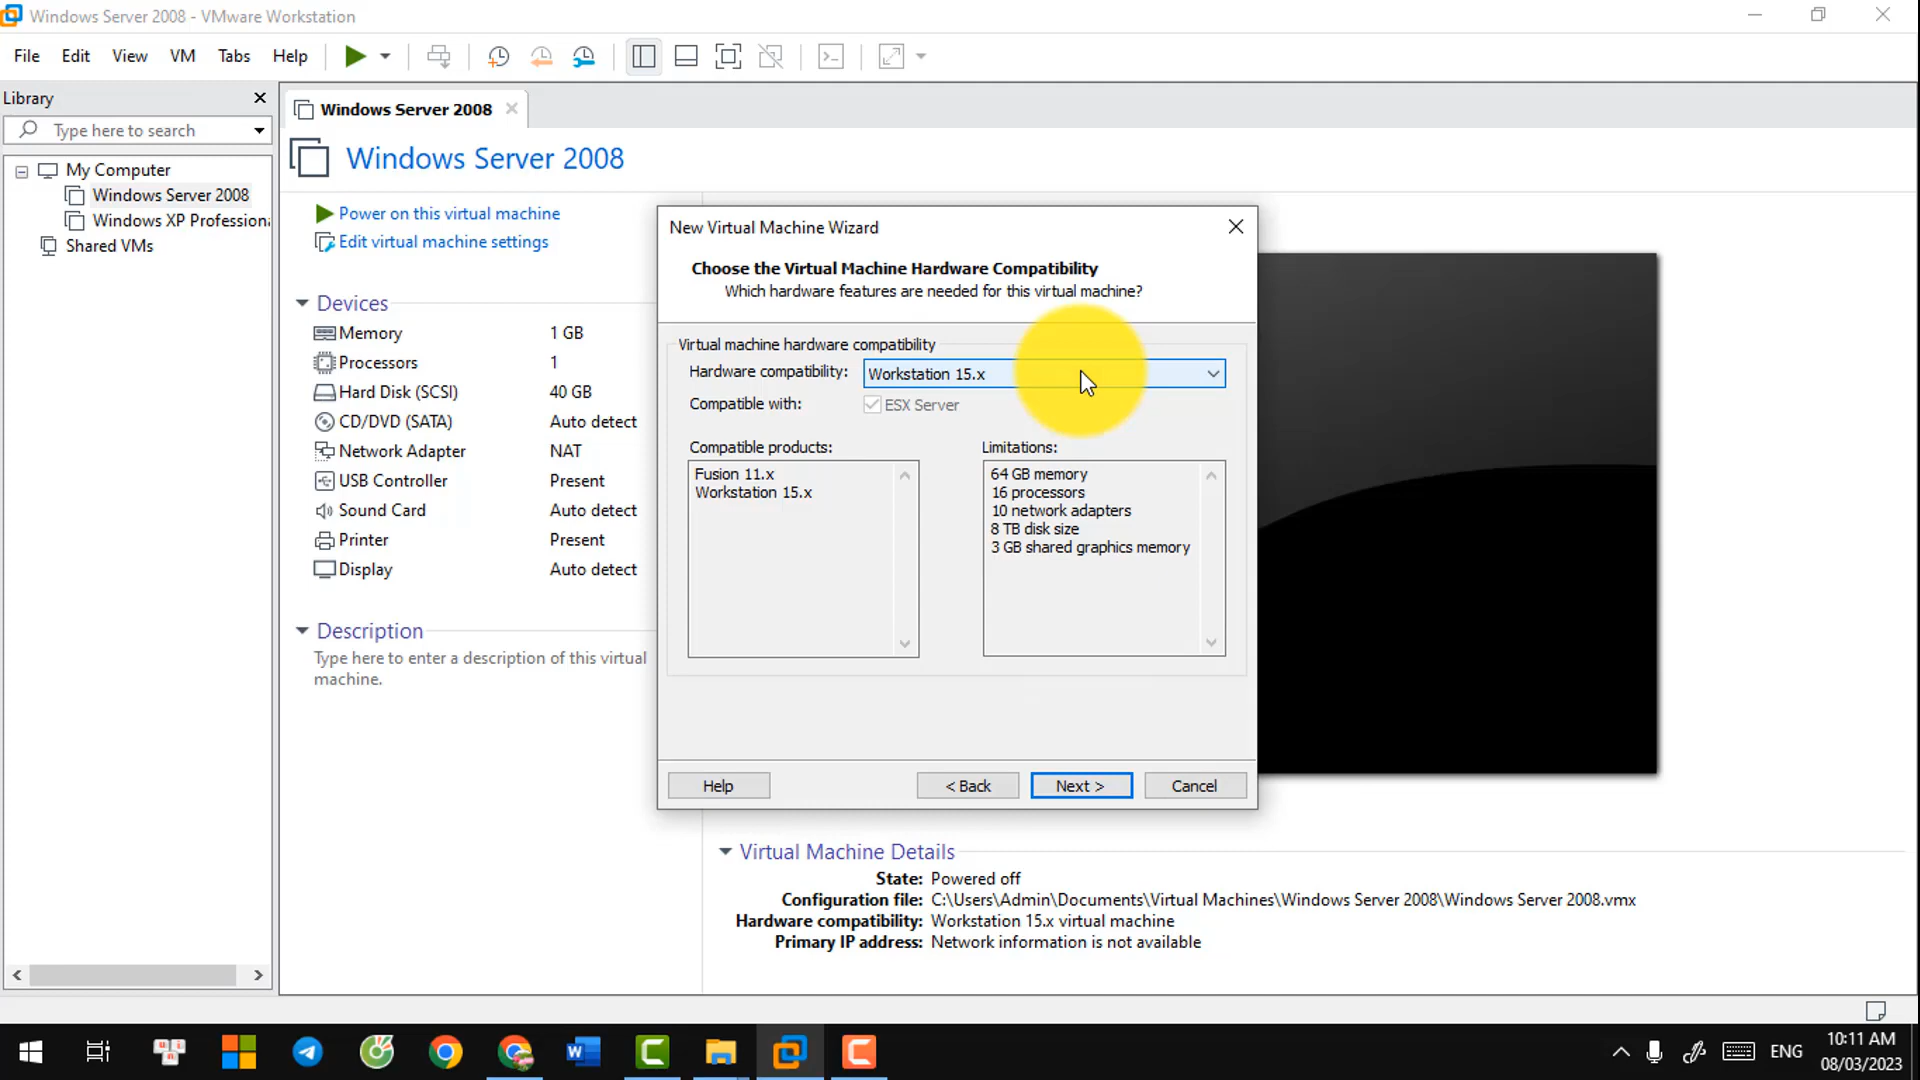 Windows Server 2008 - VMware Workstation
File Edit View VM Tabs Help
Library
Type here to search
My Computer
Windows Server 2008
Windows XP Professiona
Shared VMs
Windows Server 2008
Windows Server 2008
Power on this virtual machine
Edit virtual machine settings
Devices
Memory 1 GB
Processors 1
Hard Disk (SCSI) 40 GB
CD/DVD (SATA) Auto detect
Network Adapter NAT
USB Controller Present
Sound Card Auto detect
Printer Present
Display Auto detect
Description
Type here to enter a description of this virtual
machine.
New Virtual Machine Wizard
Choose the Virtual Machine Hardware Compatibility
Which hardware features are needed for this virtual machine?
Virtual machine hardware compatibility
Hardware compatibility: Workstation 15.x
Compatible with: ESX Server
Compatible products: Limitations:
Fusion 11.x
Workstation 15.x
64 GB memory
16 processors
10 network adapters
8 TB disk size
3 GB shared graphics memory
Help < Back Next > Cancel
Virtual Machine Details
State: Powered off
Configuration file: C:\Users\Admin\Documents\Virtual Machines\Windows Server 2008\Windows Server 2008.vmx
Hardware compatibility: Workstation 15.x virtual machine
Primary IP address: Network information is not available
ENG
10:11 AM
08/03/2023